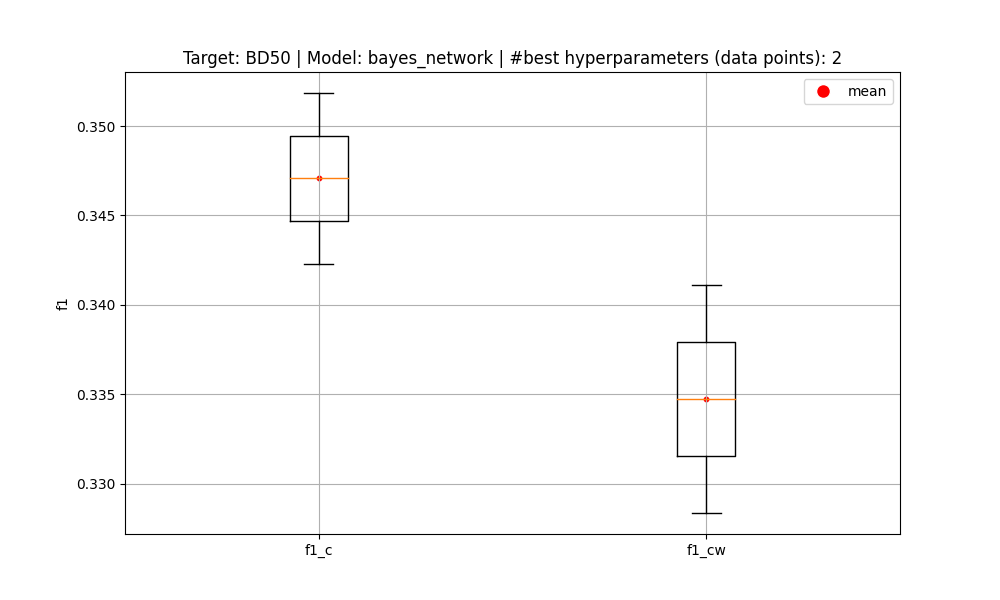 Target: BD50 | Model: bayes_network | #best hyperparameters (data points): 2
mean
0.350
0.345
0.340
0.335
0.330
f1
f1_c
f1_cw